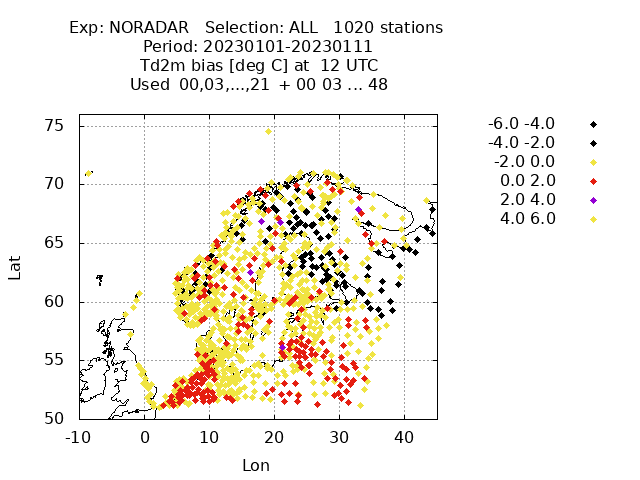 Exp: NORADAR Selection: ALL 1020 stations
Period: 20230101-20230111
Td2m bias [deg C] at 12 UTC
Used 00,03,...,21 + 00 03 ... 48
-6.0 -4.0
-4.0 -2.0
-2.0 0.0
0.0 2.0
2.0 4.0
4.0 6.0
75
70
65
60
55
50
Lat
-10 0 10 20 30 40
Lon